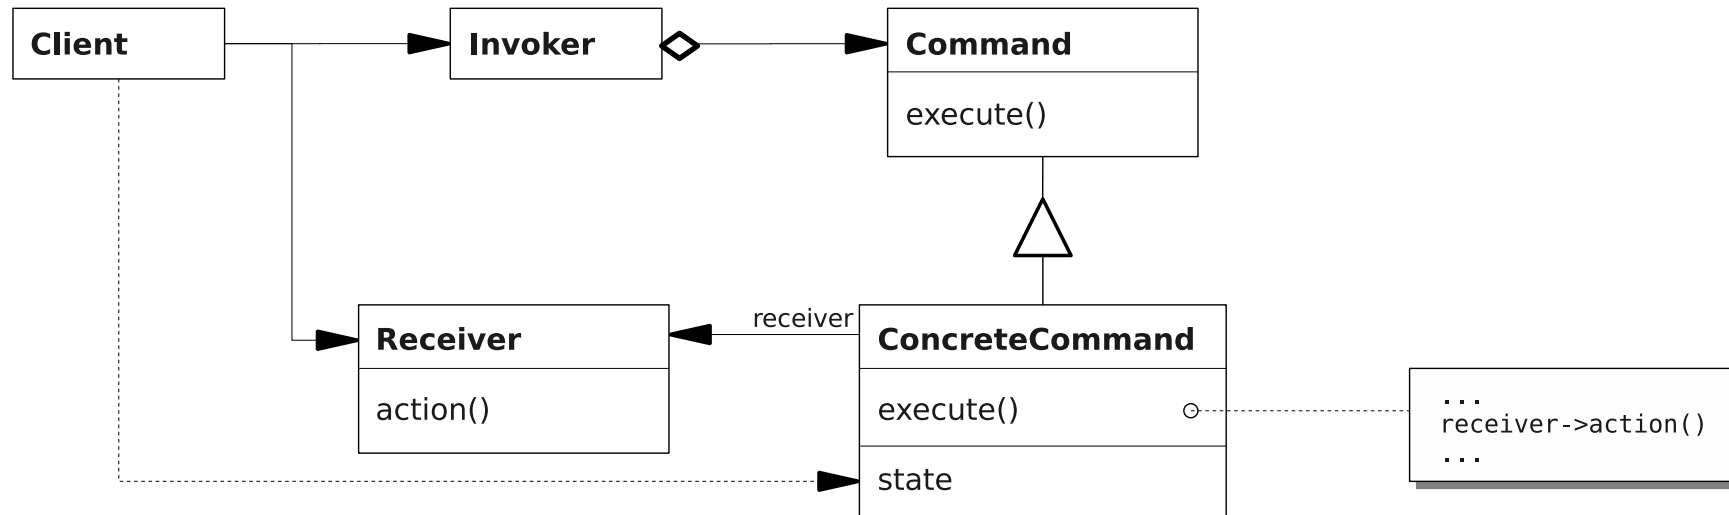 Client
Invoker
Command
execute()
receiver
Receiver
action()
ConcreteCommand
execute()
state
...
receiver->action()
...